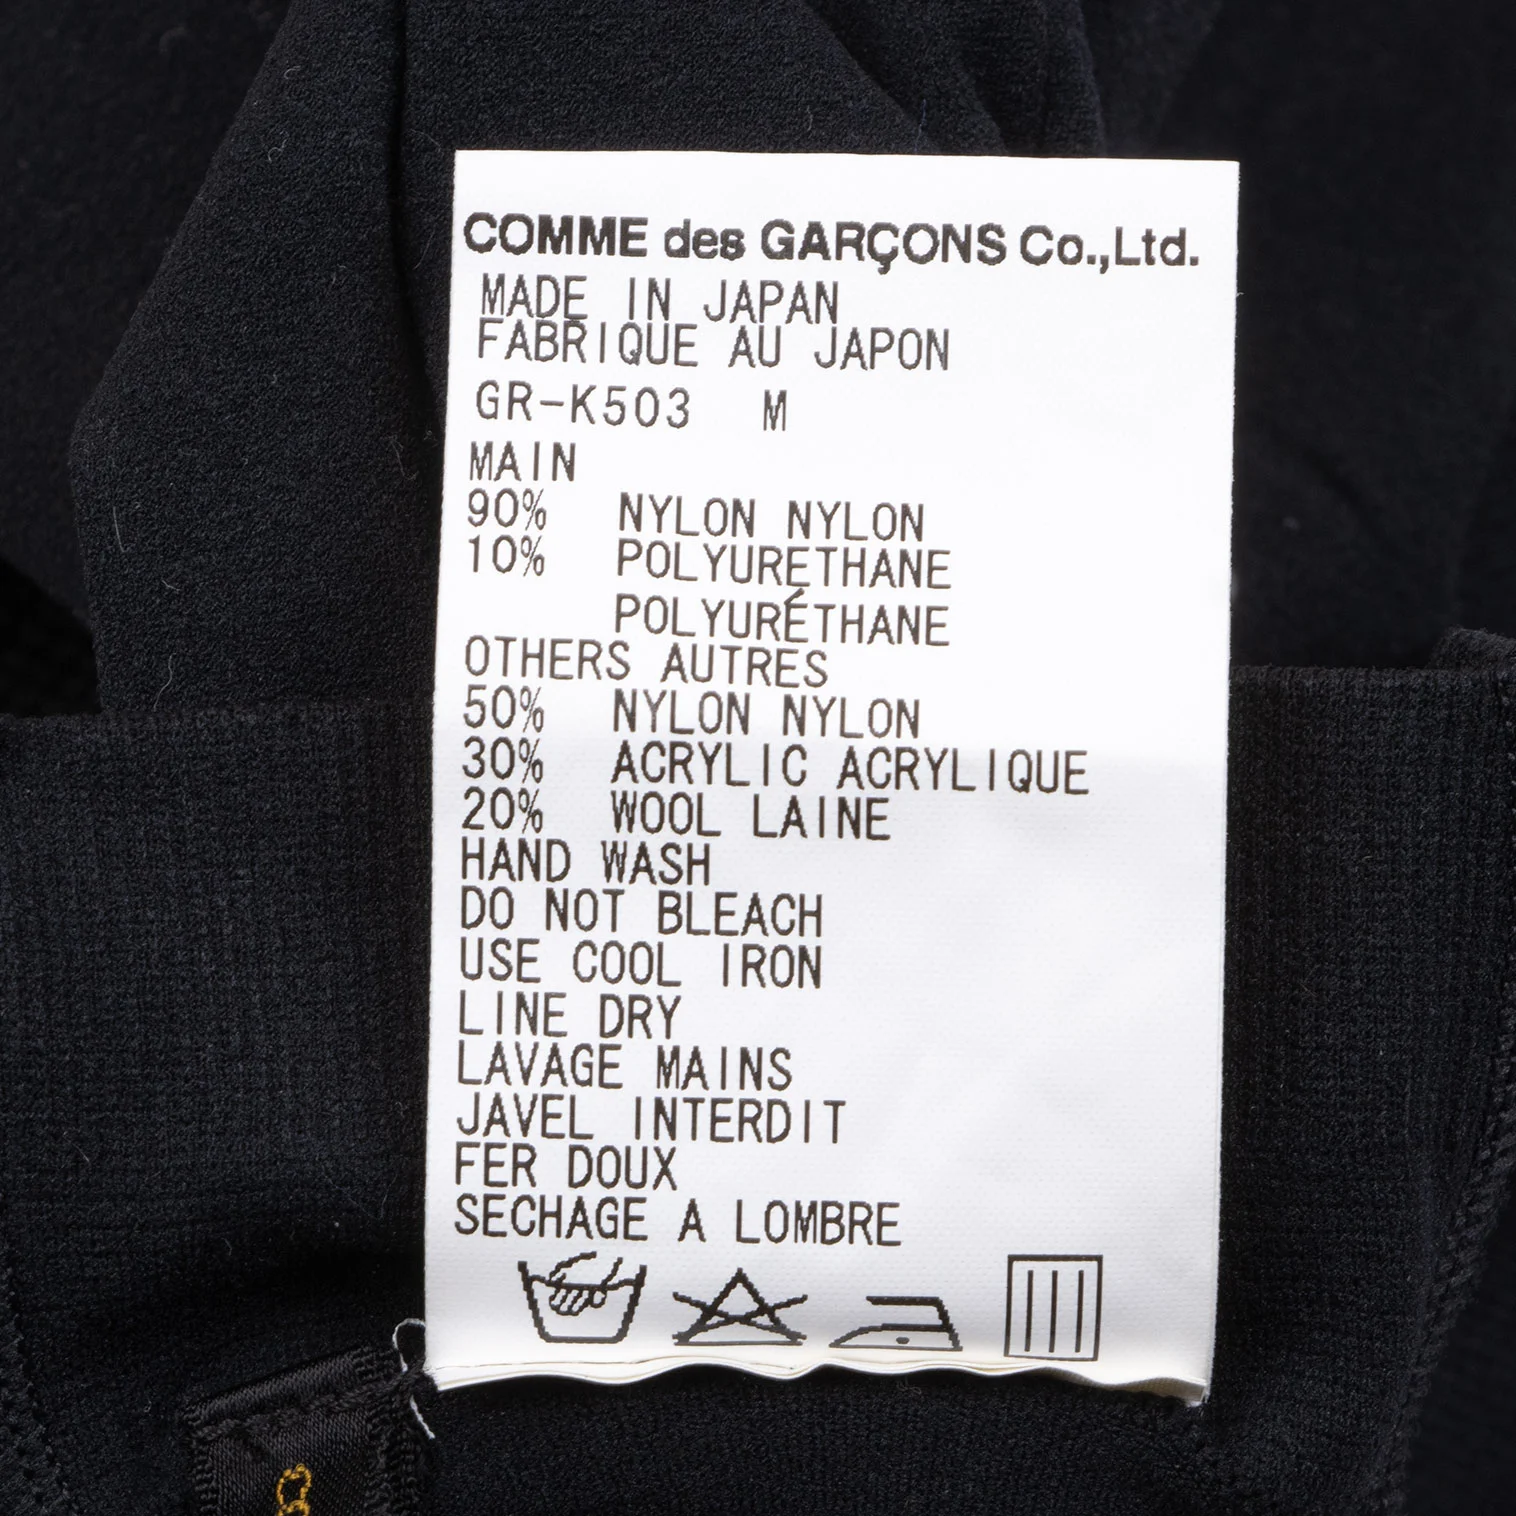 COMME des GARÇONS Co.,Ltd.
MADE IN JAPAN
FABRIQUE AU JAPON
GR-K503 M
MAIN
90% NYLON NYLON
10% POLYURETHANE
POLYURÉTHANE
OTHERS AUTRES
50% NYLON NYLON
30% ACRYLIC ACRYLIQUE
20% WOOL LAINE
HAND WASH
DO NOT BLEACH
USE COOL IRON
LINE DRY
LAVAGE MAINS
JAVEL INTERDIT
FER DOUX
SECHAGE A LOMBRE